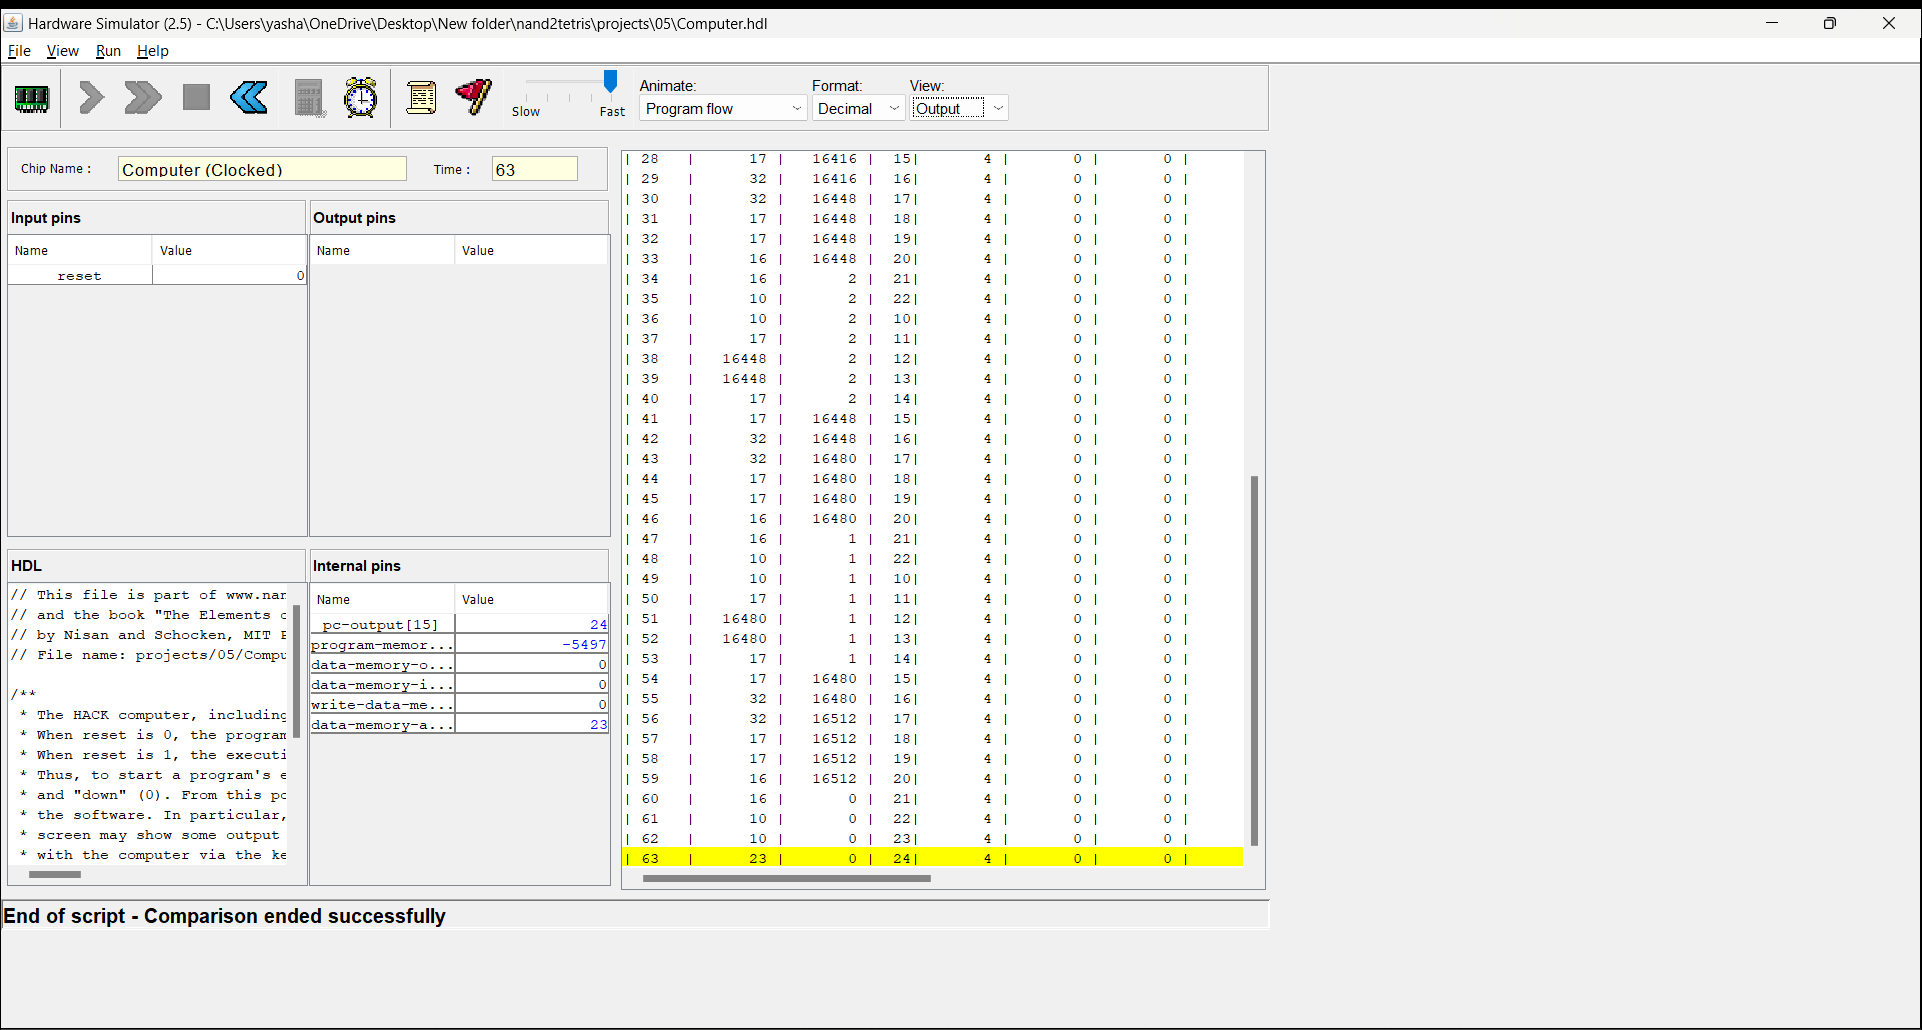 Hardware Simulator (2.5) - C:\Users\yasha\OneDrive\Desktop\New folder\nand2tetris\projects\05\Computer.hdl
File View Run Help
Slow Fast
Animate: Format: View:
Program flow Decimal Output
Chip Name : Computer (Clocked) Time : 63
Input pins
Name Value
reset 0
Output pins
Name Value
HDL
// This file is part of www.nan
// and the book "The Elements o
// by Nisan and Schocken, MIT P
// File name: projects/05/Compu
/**
* The HACK computer, including
* When reset is 0, the program
* When reset is 1, the executi
* Thus, to start a program's e
* and "down" (0). From this po
* the software. In particular,
* screen may show some output
* with the computer via the ke
Internal pins
Name Value
pc-output[15] 24
program-memor... -5497
data-memory-o... 0
data-memory-i... 0
write-data-me... 0
data-memory-a... 23
| 28 | 17 | 16416 | 15| 4 | 0 | 0 |
| 29 | 32 | 16416 | 16| 4 | 0 | 0 |
| 30 | 32 | 16448 | 17| 4 | 0 | 0 |
| 31 | 17 | 16448 | 18| 4 | 0 | 0 |
| 32 | 17 | 16448 | 19| 4 | 0 | 0 |
| 33 | 16 | 16448 | 20| 4 | 0 | 0 |
| 34 | 16 | 2 | 21| 4 | 0 | 0 |
| 35 | 10 | 2 | 22| 4 | 0 | 0 |
| 36 | 10 | 2 | 10| 4 | 0 | 0 |
| 37 | 17 | 2 | 11| 4 | 0 | 0 |
| 38 | 16448 | 2 | 12| 4 | 0 | 0 |
| 39 | 16448 | 2 | 13| 4 | 0 | 0 |
| 40 | 17 | 2 | 14| 4 | 0 | 0 |
| 41 | 17 | 16448 | 15| 4 | 0 | 0 |
| 42 | 32 | 16448 | 16| 4 | 0 | 0 |
| 43 | 32 | 16480 | 17| 4 | 0 | 0 |
| 44 | 17 | 16480 | 18| 4 | 0 | 0 |
| 45 | 17 | 16480 | 19| 4 | 0 | 0 |
| 46 | 16 | 16480 | 20| 4 | 0 | 0 |
| 47 | 16 | 1 | 21| 4 | 0 | 0 |
| 48 | 10 | 1 | 22| 4 | 0 | 0 |
| 49 | 10 | 1 | 10| 4 | 0 | 0 |
| 50 | 17 | 1 | 11| 4 | 0 | 0 |
| 51 | 16480 | 1 | 12| 4 | 0 | 0 |
| 52 | 16480 | 1 | 13| 4 | 0 | 0 |
| 53 | 17 | 1 | 14| 4 | 0 | 0 |
| 54 | 17 | 16480 | 15| 4 | 0 | 0 |
| 55 | 32 | 16480 | 16| 4 | 0 | 0 |
| 56 | 32 | 16512 | 17| 4 | 0 | 0 |
| 57 | 17 | 16512 | 18| 4 | 0 | 0 |
| 58 | 17 | 16512 | 19| 4 | 0 | 0 |
| 59 | 16 | 16512 | 20| 4 | 0 | 0 |
| 60 | 16 | 0 | 21| 4 | 0 | 0 |
| 61 | 10 | 0 | 22| 4 | 0 | 0 |
| 62 | 10 | 0 | 23| 4 | 0 | 0 |
| 63 | 23 | 0 | 24| 4 | 0 | 0 |
End of script - Comparison ended successfully